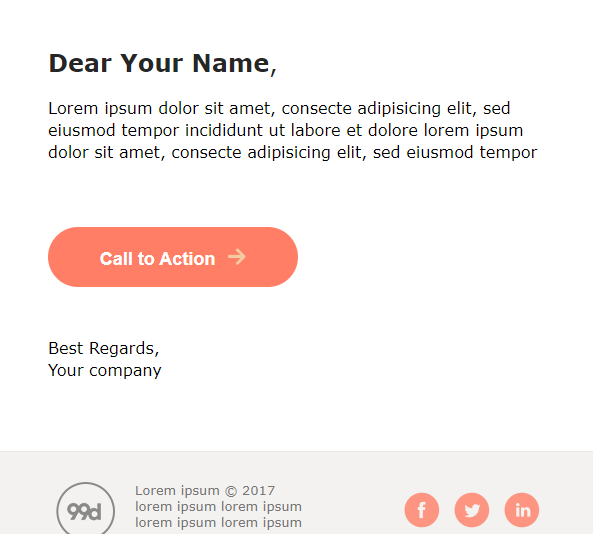 Dear Your Name,
Lorem ipsum dolor sit amet, consecte adipisicing elit, sed
eiusmod tempor incididunt ut labore et dolore lorem ipsum
dolor sit amet, consecte adipisicing elit, sed eiusmod tempor
Call to Action →
Best Regards,
Your company
99d
Lorem ipsum © 2017
lorem ipsum lorem ipsum
lorem ipsum lorem ipsum
f
in